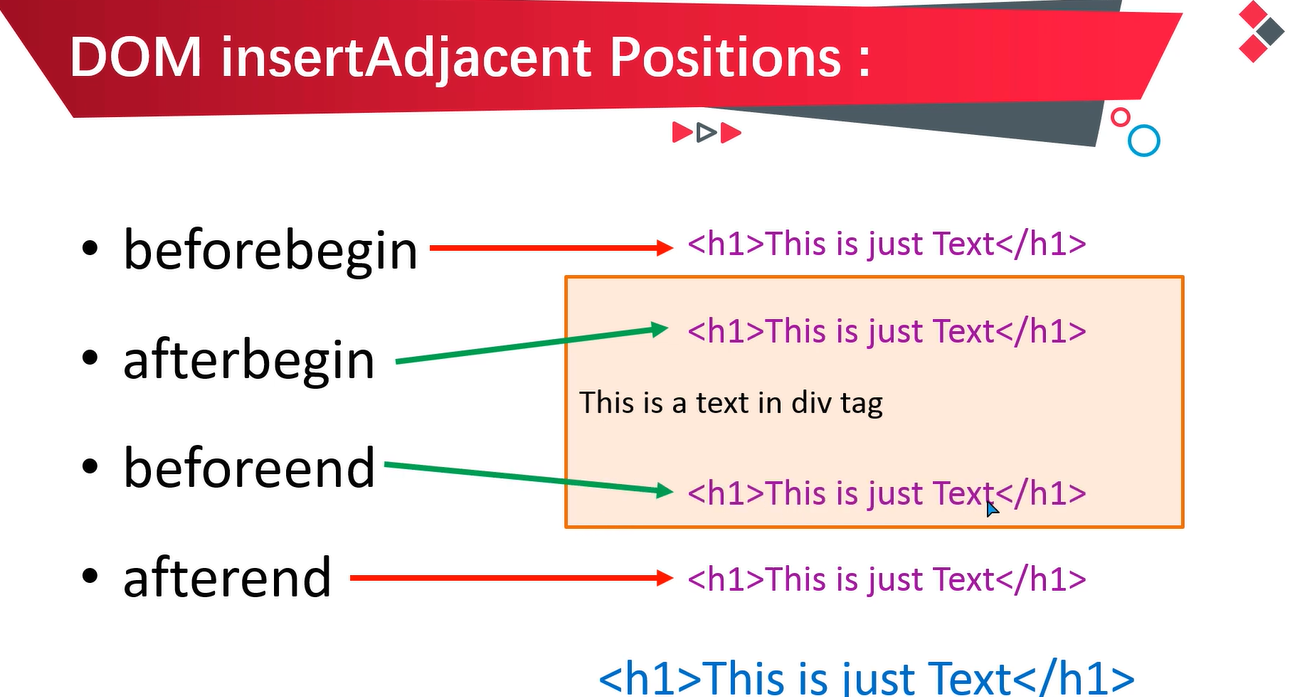 DOM insertAdjacent Positions :
• beforebegin
<h1>This is just Text</h1>
• afterbegin
<h1>This is just Text</h1>
This is a text in div tag
• beforeend
<h1>This is just Text</h1>
• afterend
<h1>This is just Text</h1>
<h1>This is just Text</h1>